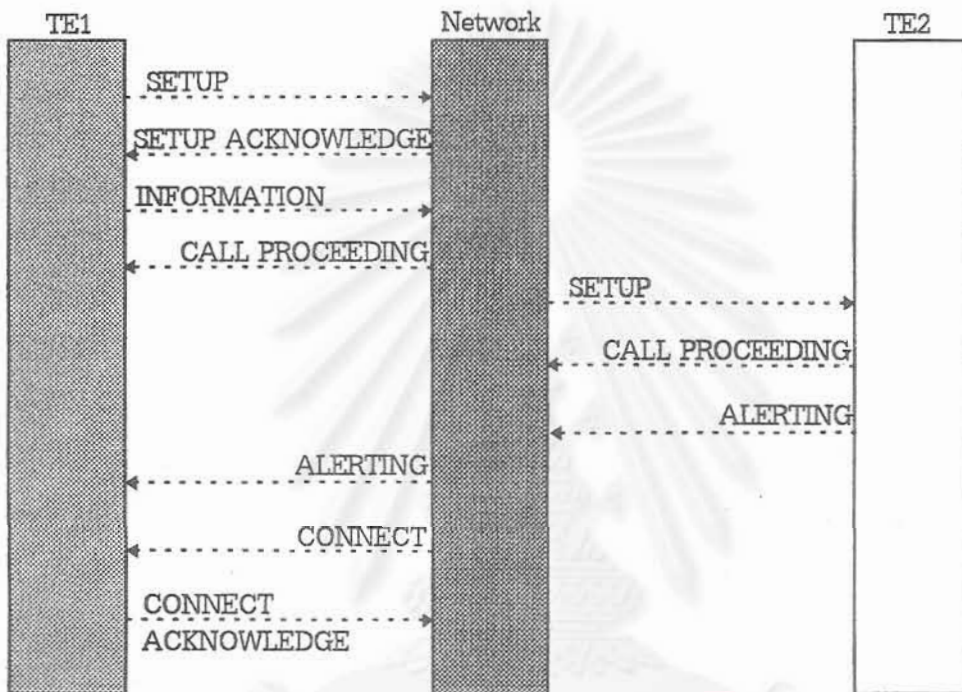 TE1
Network
TE2
SETUP
SETUP ACKNOWLEDGE
INFORMATION
CALL PROCEEDING
SETUP
CALL PROCEEDING
ALERTING
ALERTING
CONNECT
CONNECT
ACKNOWLEDGE